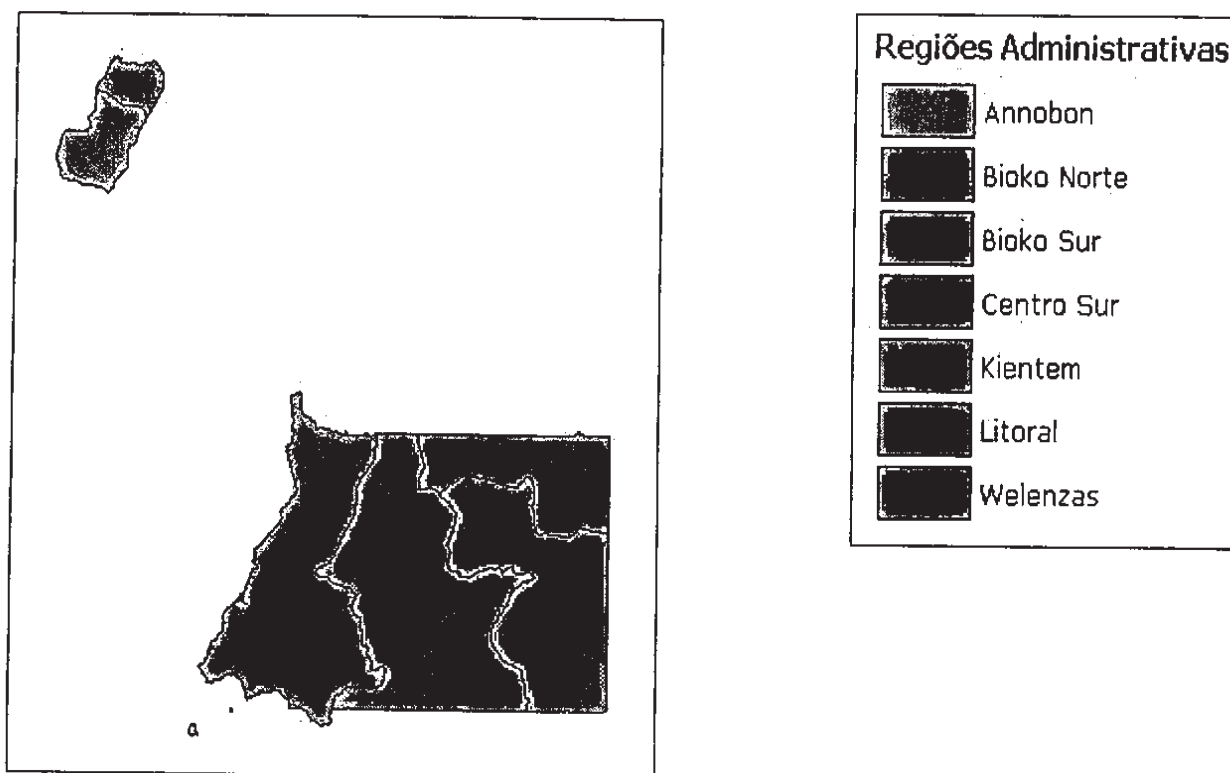 Regiões Administrativas
Annobon
Bioko Norte
Bioko Sur
Centro Sur
Kientem
Litoral
Welenzas
a